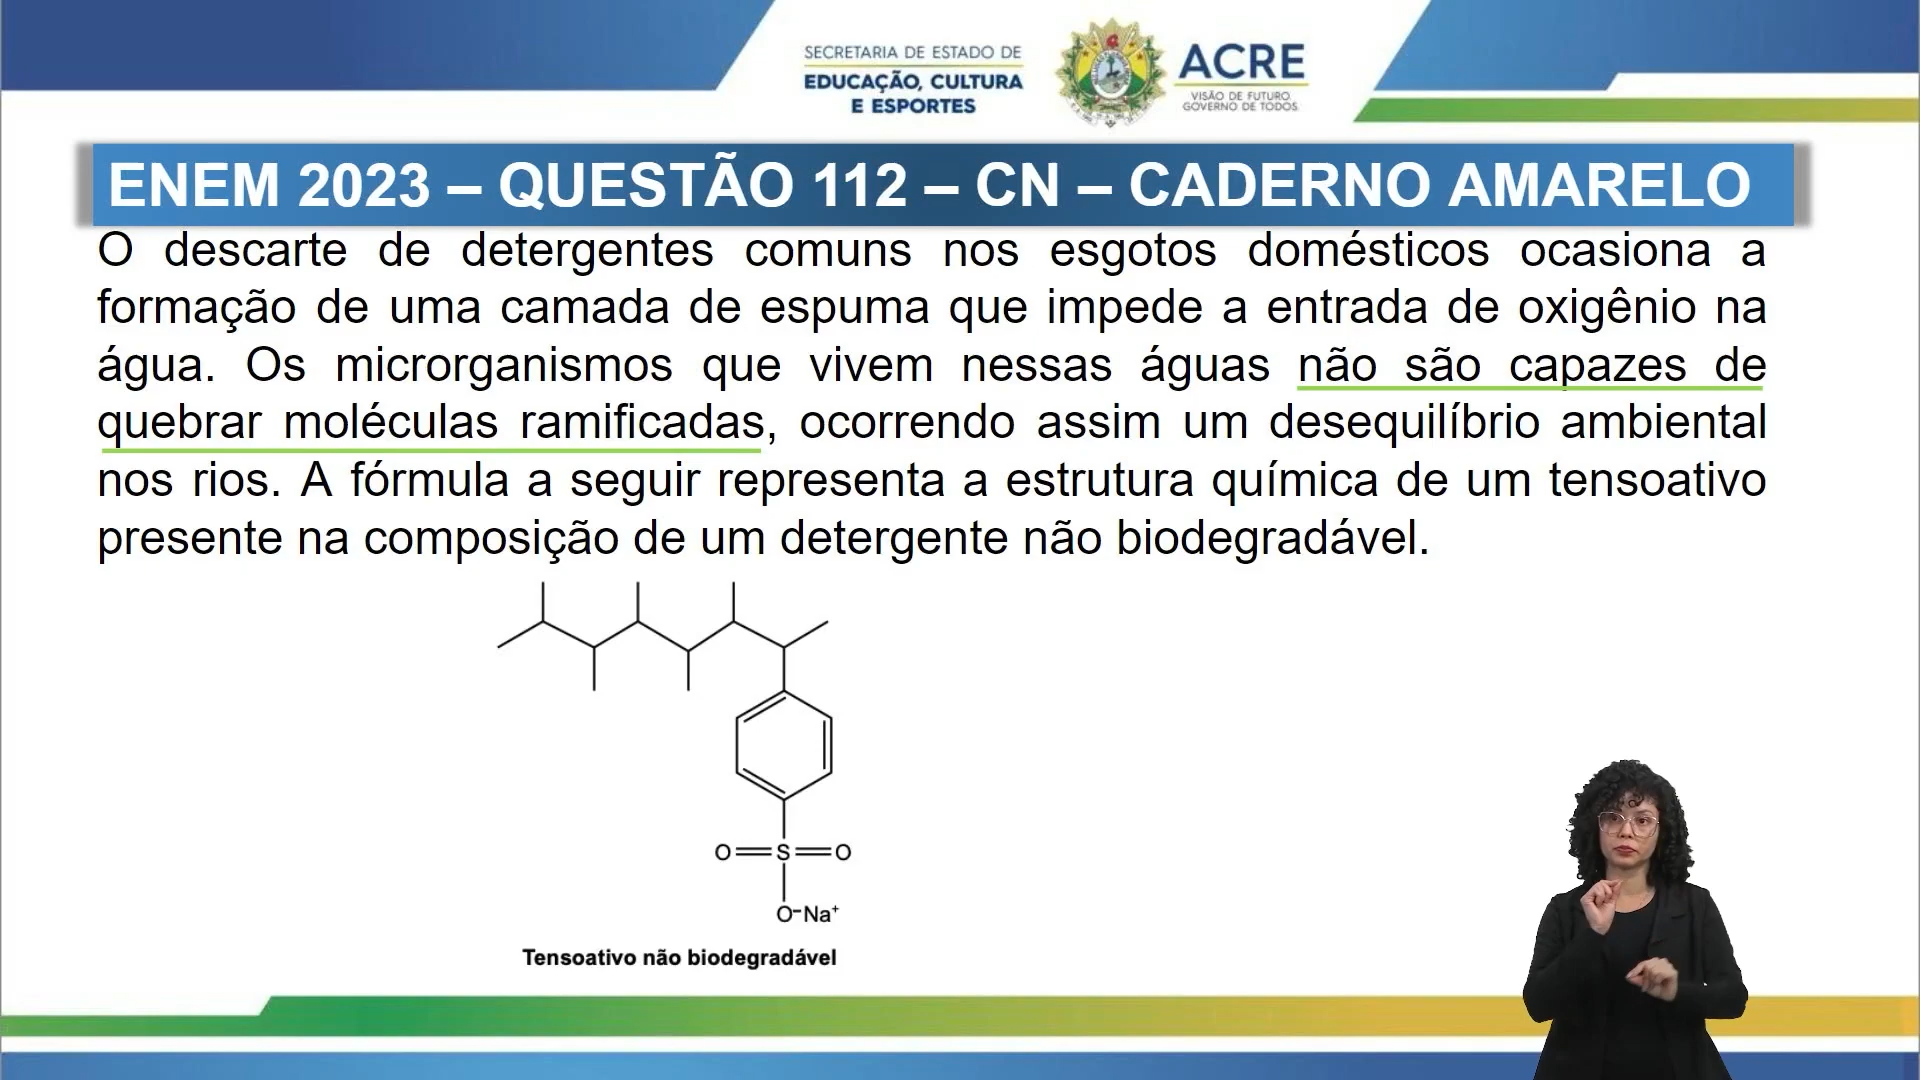 SECRETARIA DE ESTADO DE
EDUCAÇÃO, CULTURA
E ESPORTES
ACRE
VISÃO DE FUTURO.
GOVERNO DE TODOS.
ENEM 2023 – QUESTÃO 112 – CN – CADERNO AMARELO
O descarte de detergentes comuns nos esgotos domésticos ocasiona a
formação de uma camada de espuma que impede a entrada de oxigênio na
água. Os microrganismos que vivem nessas águas não são capazes de
quebrar moléculas ramificadas, ocorrendo assim um desequilíbrio ambiental
nos rios. A fórmula a seguir representa a estrutura química de um tensoativo
presente na composição de um detergente não biodegradável.
O=S=O
O⁻Na⁺
Tensoativo não biodegradável